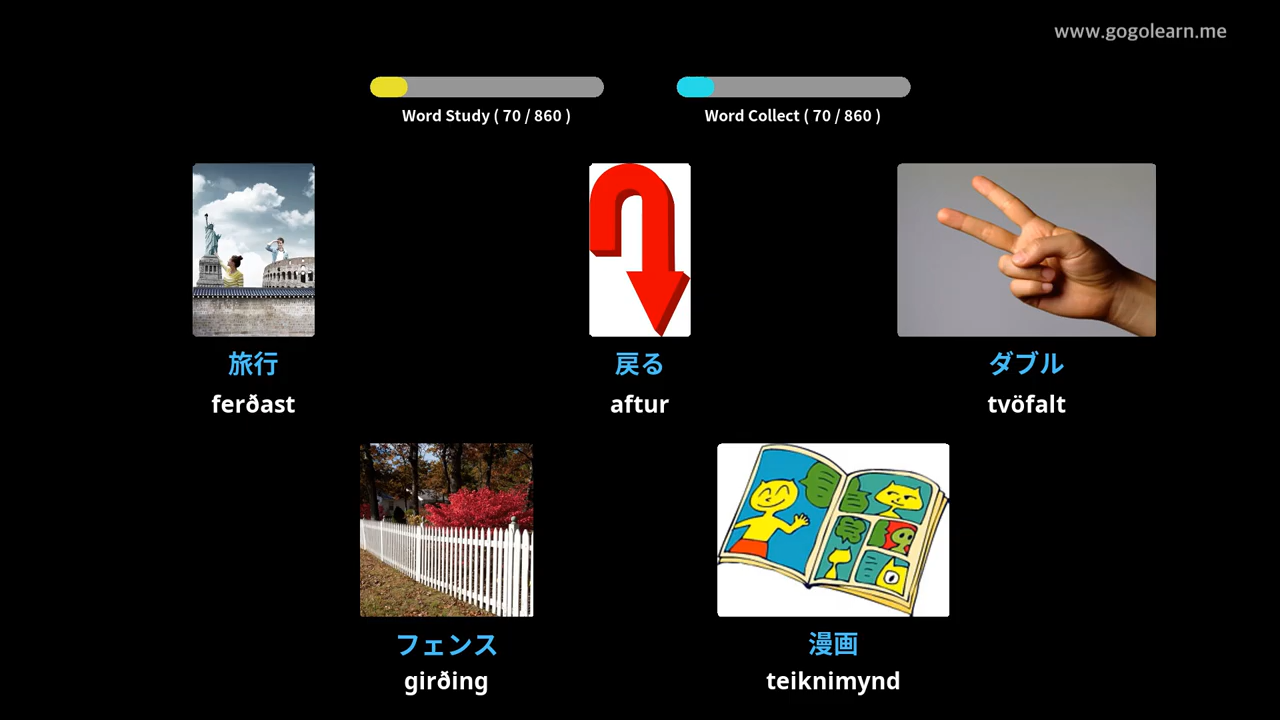 www.gogolearn.me
Word Study ( 70 / 860 )
Word Collect ( 70 / 860 )
旅行
戻る
ダブル
ferðast
aftur
tvöfalt
フェンス
漫画
girðing
teiknimynd